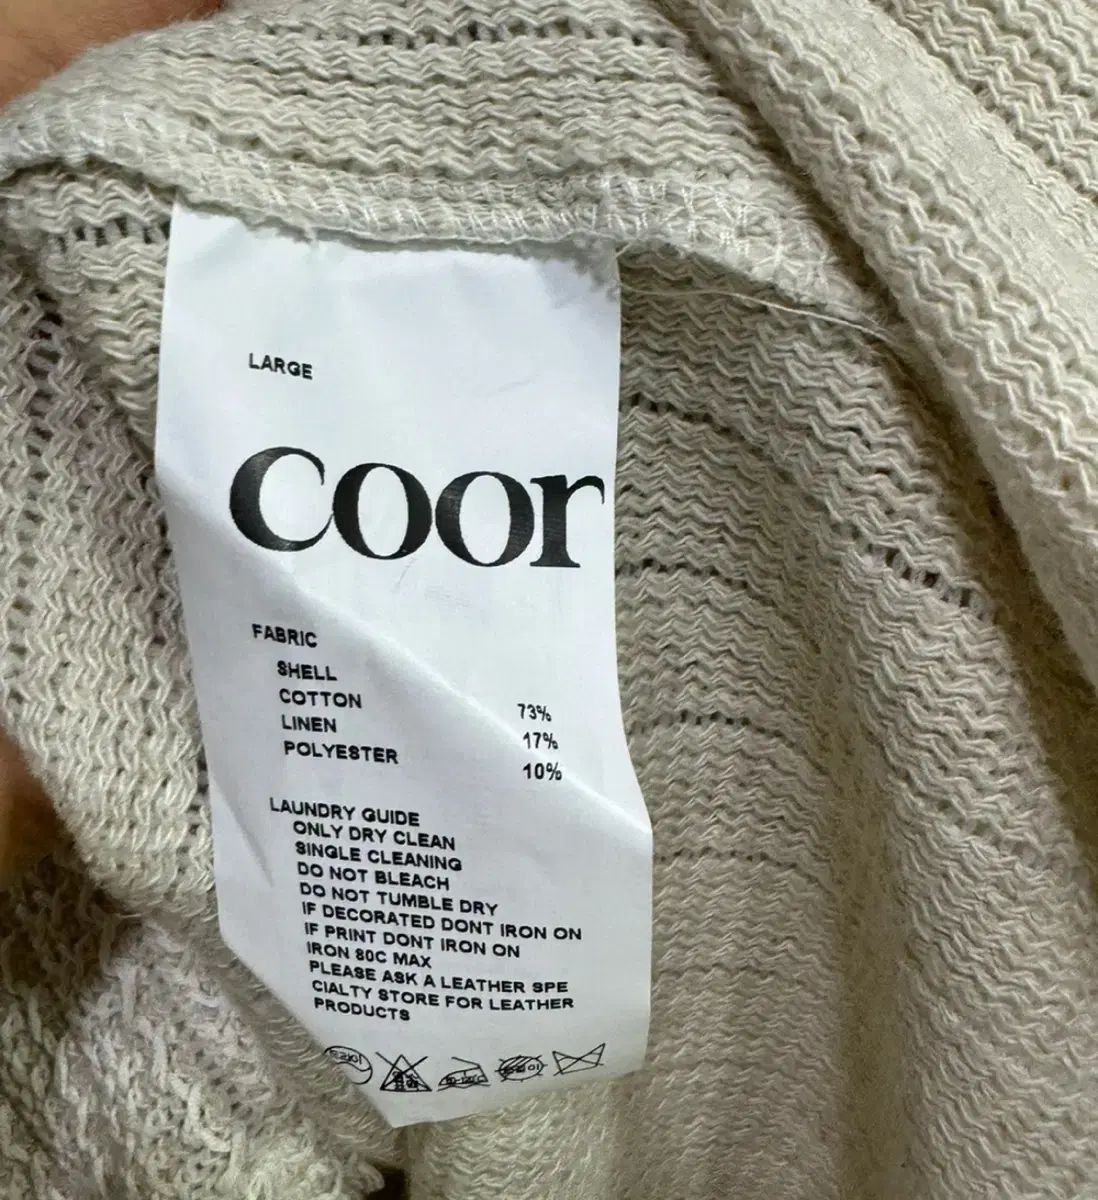 LARGE
coor
FABRIC
SHELL
COTTON 73%
LINEN 17%
POLYESTER 10%
LAUNDRY GUIDE
ONLY DRY CLEAN
SINGLE CLEANING
DO NOT BLEACH
DO NOT TUMBLE DRY
IF DECORATED DONT IRON ON
IF PRINT DONT IRON ON
IRON 80C MAX
PLEASE ASK A LEATHER SPE
CIALTY STORE FOR LEATHER
PRODUCTS